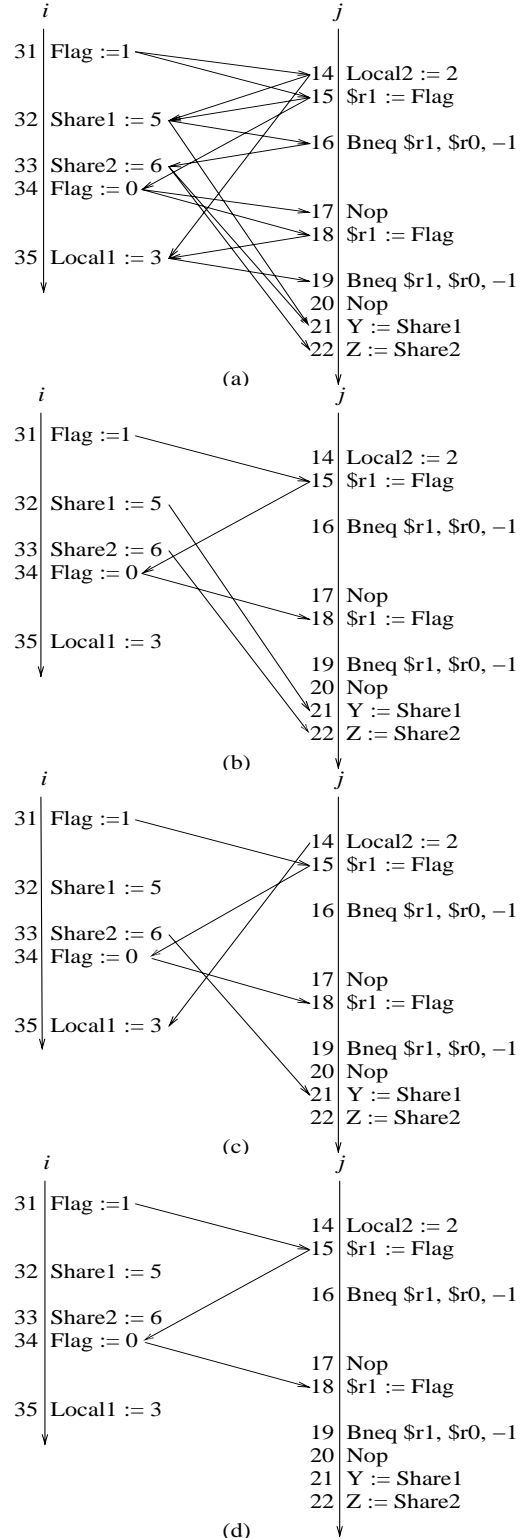 i j
31 Flag :=1
14 Local2 := 2
15 $r1 := Flag
32 Share1 := 5
16 Bneq $r1, $r0, −1
33 Share2 := 6
34 Flag := 0
17 Nop
18 $r1 := Flag
35 Local1 := 3
19 Bneq $r1, $r0, −1
20 Nop
21 Y := Share1
22 Z := Share2
(a)
i j
31 Flag :=1
14 Local2 := 2
15 $r1 := Flag
32 Share1 := 5
16 Bneq $r1, $r0, −1
33 Share2 := 6
34 Flag := 0
17 Nop
18 $r1 := Flag
35 Local1 := 3
19 Bneq $r1, $r0, −1
20 Nop
21 Y := Share1
22 Z := Share2
(b)
i j
31 Flag :=1
14 Local2 := 2
15 $r1 := Flag
32 Share1 := 5
16 Bneq $r1, $r0, −1
33 Share2 := 6
34 Flag := 0
17 Nop
18 $r1 := Flag
35 Local1 := 3
19 Bneq $r1, $r0, −1
20 Nop
21 Y := Share1
22 Z := Share2
(c)
i j
31 Flag :=1
14 Local2 := 2
15 $r1 := Flag
32 Share1 := 5
16 Bneq $r1, $r0, −1
33 Share2 := 6
34 Flag := 0
17 Nop
18 $r1 := Flag
35 Local1 := 3
19 Bneq $r1, $r0, −1
20 Nop
21 Y := Share1
22 Z := Share2
(d)